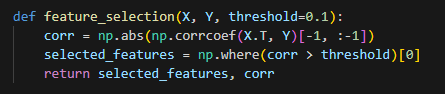 def feature_selection(X, Y, threshold=0.1):
    corr = np.abs(np.corrcoef(X.T, Y)[-1, :-1])
    selected_features = np.where(corr > threshold)[0]
    return selected_features, corr